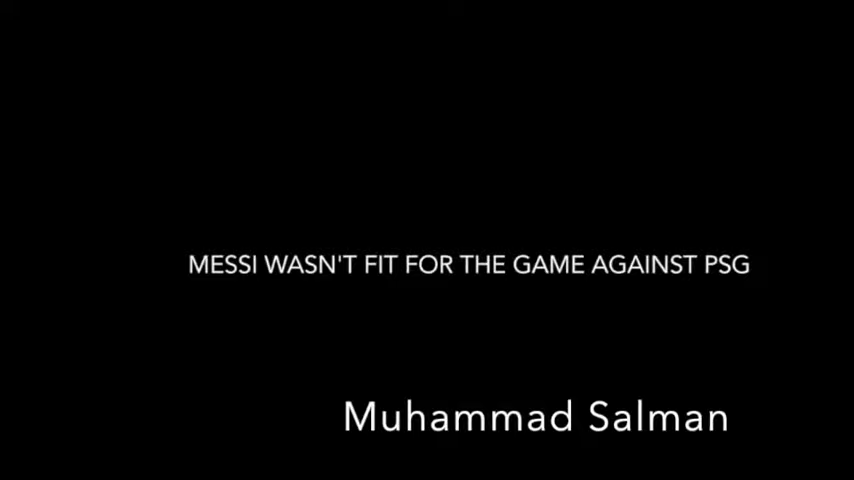 MESSI WASN'T FIT FOR THE GAME AGAINST PSG
Muhammad Salman